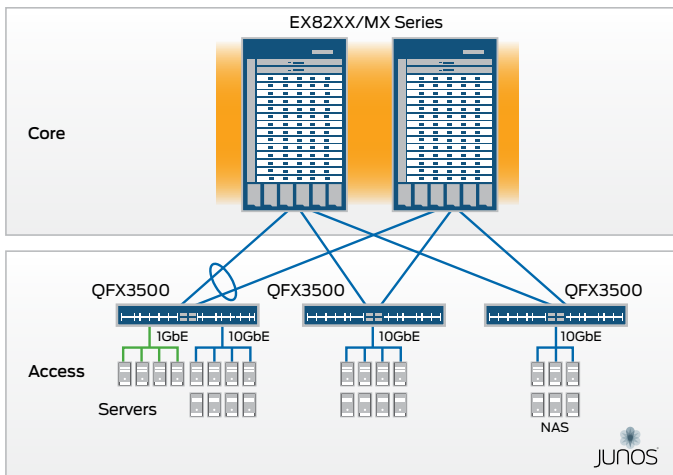 EX82XX/MX Series
Core
QFX3500
QFX3500
QFX3500
1GbE
10GbE
10GbE
10GbE
Access
Servers
NAS
JUNOS